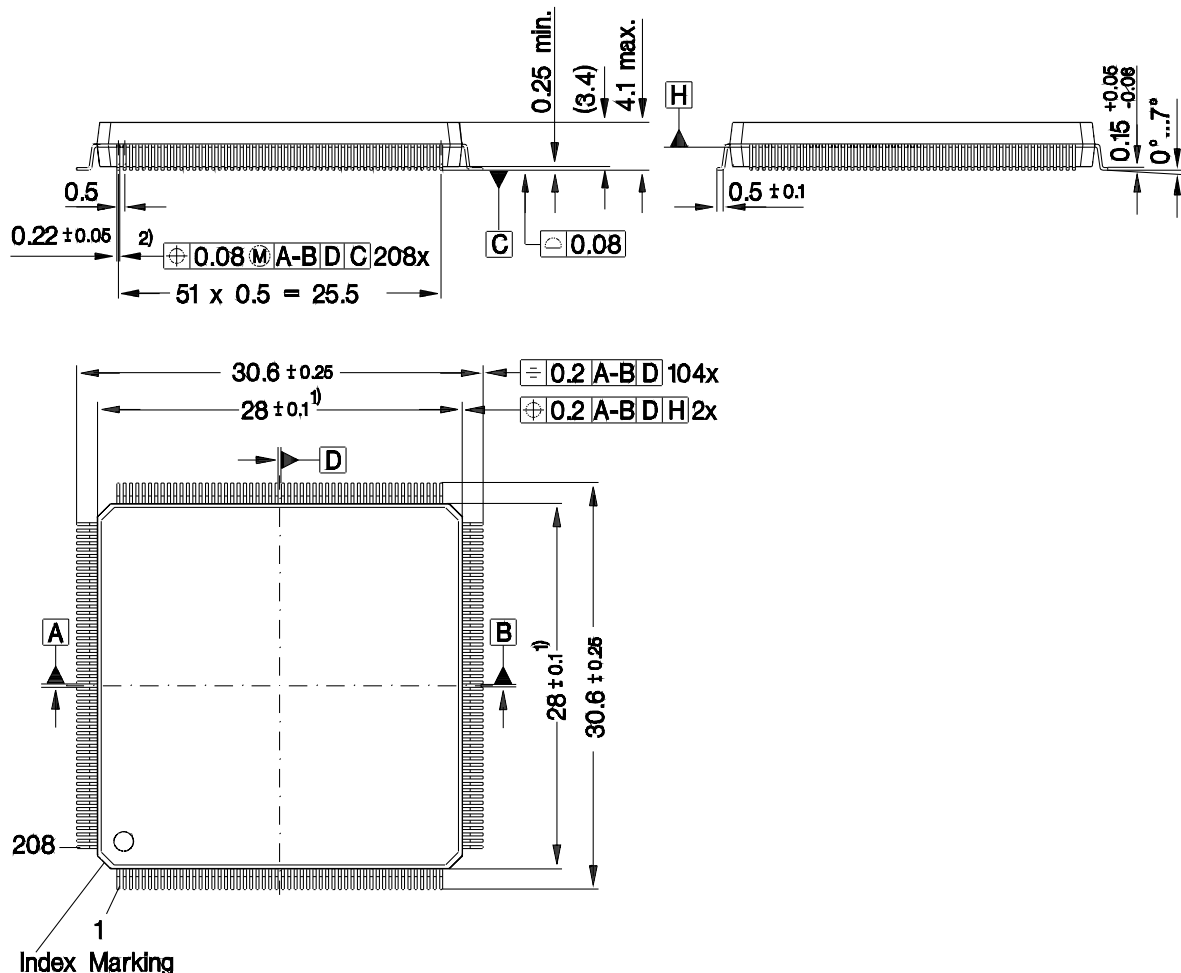 0.25 min.
(3.4)
4.1 max.
H
0.15 +0.05 -0.06
0°...7°
0.5
0.5 ±0.1
0.22 ±0.05 2)
0.08 M A-B D C 208x
C
0.08
51 x 0.5 = 25.5
30.6 ±0.25
0.2 A-B D 104x
28 ±0.1 1)
0.2 A-B D H 2x
D
A
B
28 ±0.1 1)
30.6 ±0.25
208
1
Index Marking